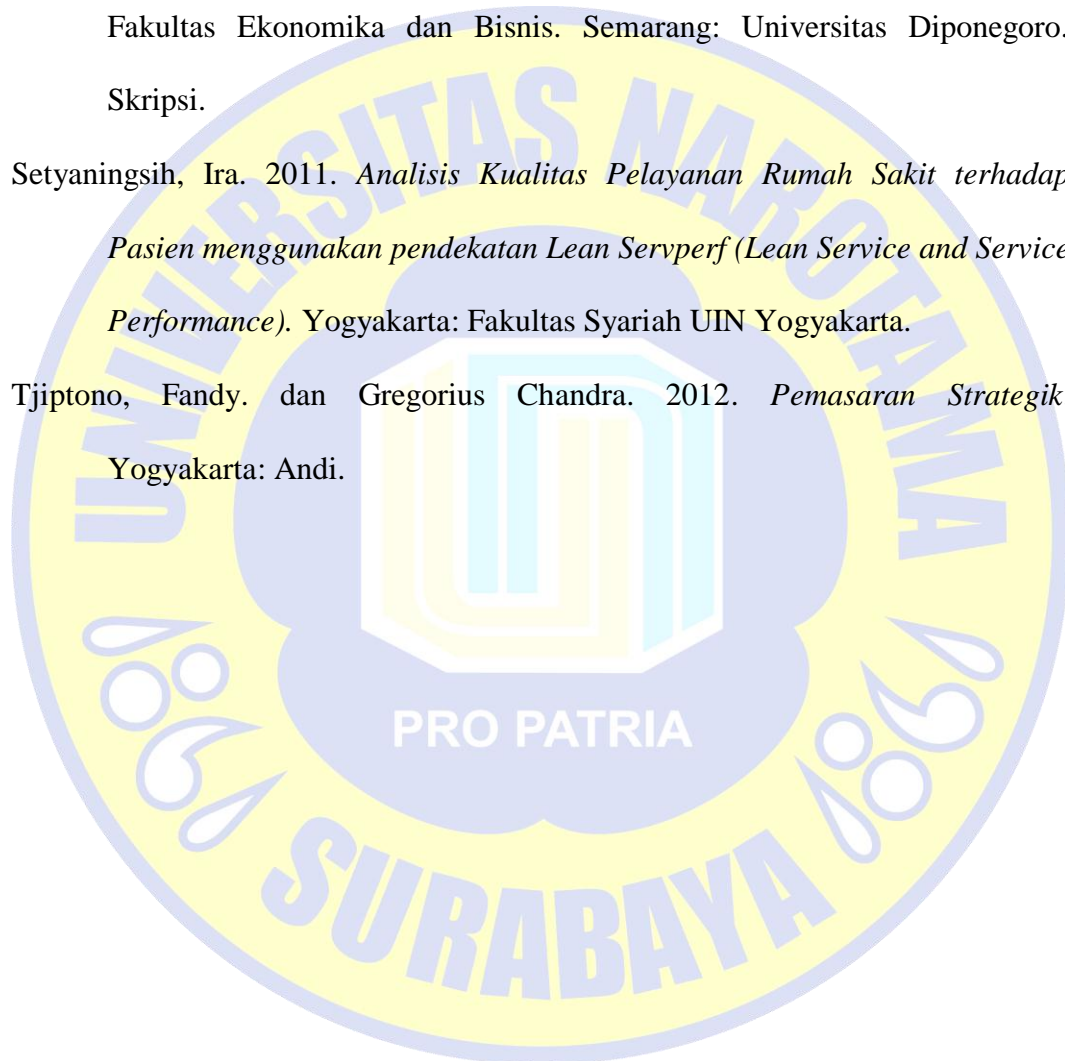 Fakultas Ekonomika dan Bisnis. Semarang: Universitas Diponegoro.
Skripsi.
Setyaningsih, Ira. 2011. Analisis Kualitas Pelayanan Rumah Sakit terhadap
Pasien menggunakan pendekatan Lean Servperf (Lean Service and Service
Performance). Yogyakarta: Fakultas Syariah UIN Yogyakarta.
Tjiptono, Fandy. dan Gregorius Chandra. 2012. Pemasaran Strategik
Yogyakarta: Andi.
UNIVERSITAS NAROTAMA
PRO PATRIA
SURABAYA